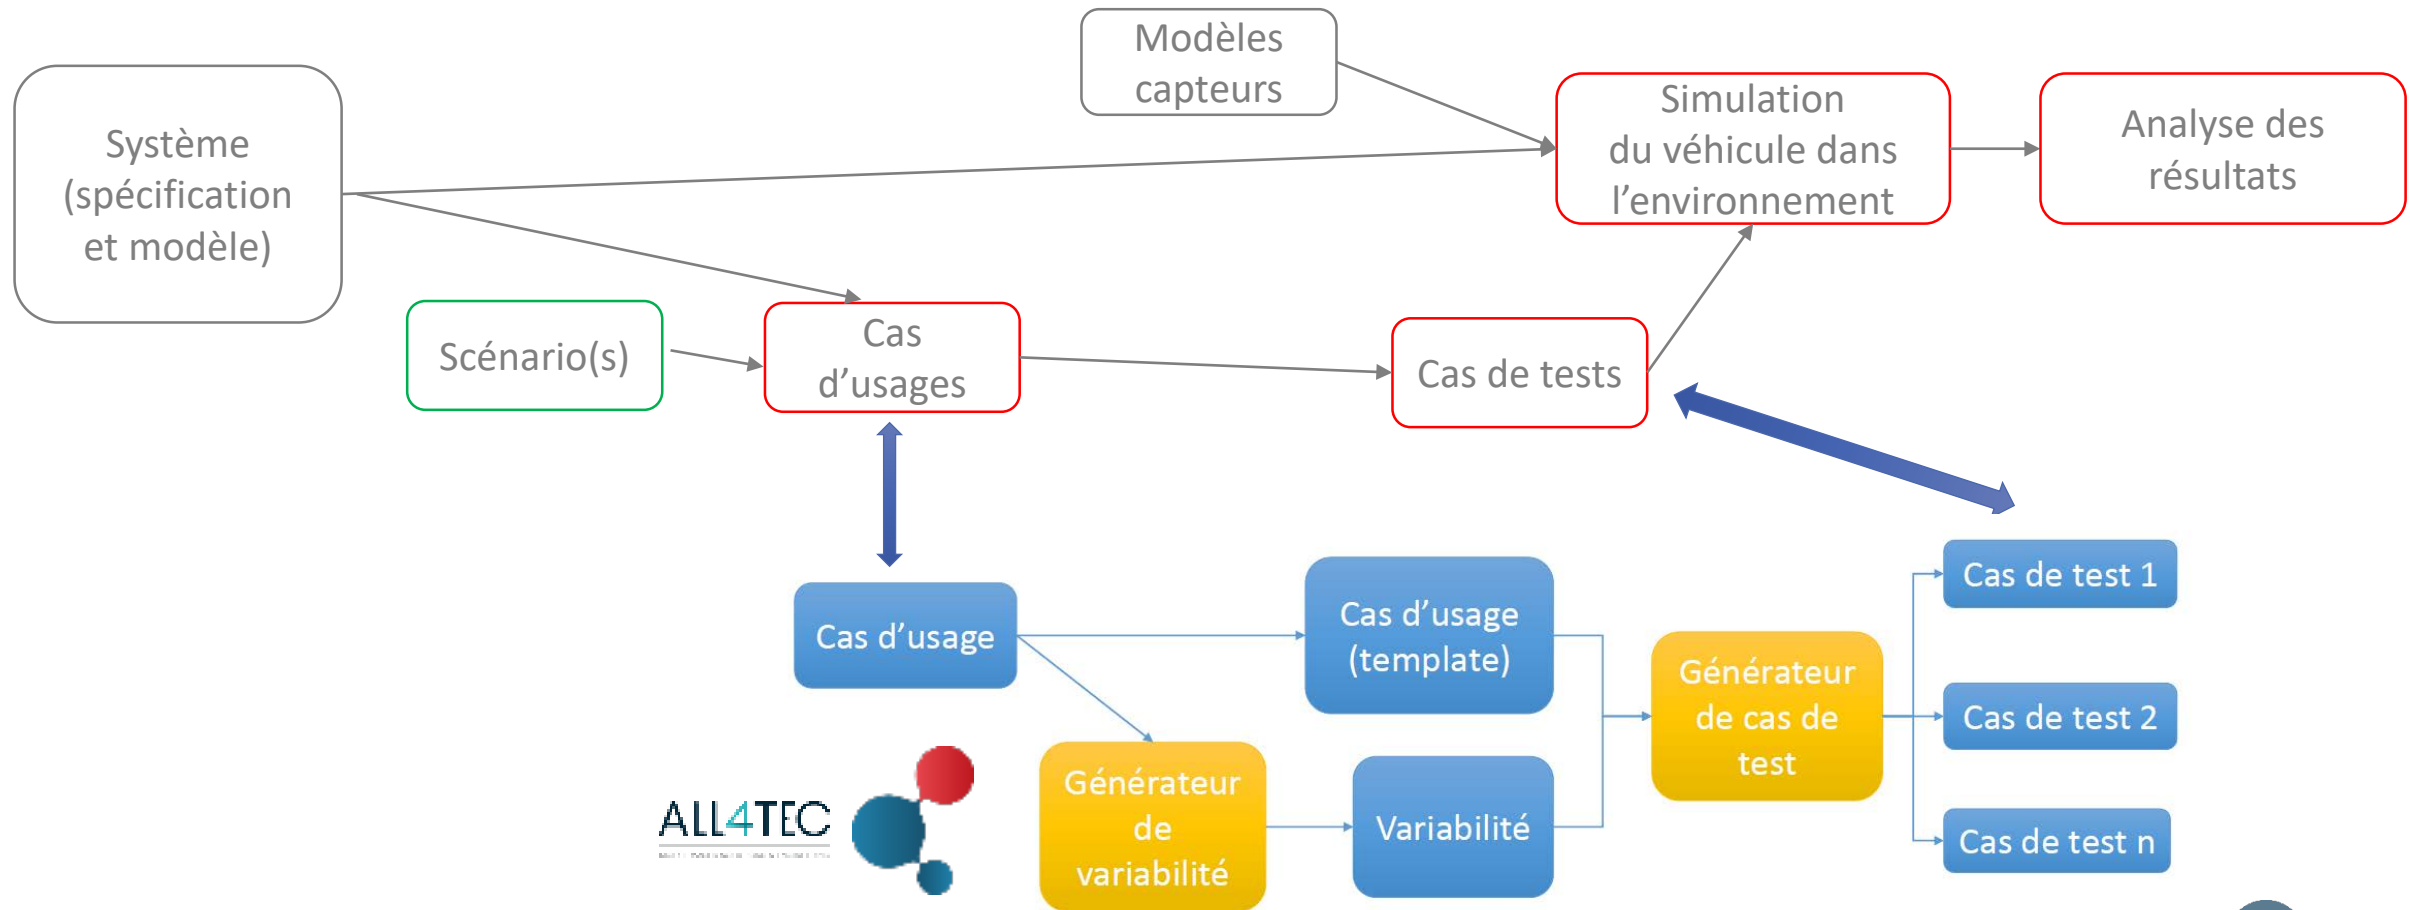 Modèles
capteurs
Système
(spécification
et modèle)
Simulation
du véhicule dans
l’environnement
Analyse des
résultats
Scénario(s)
Cas
d’usages
Cas de tests
Cas d’usage
Cas d’usage
(template)
Générateur
de
variabilité
Variabilité
Générateur
de cas de
test
Cas de test 1
Cas de test 2
Cas de test n
ALL4TEC